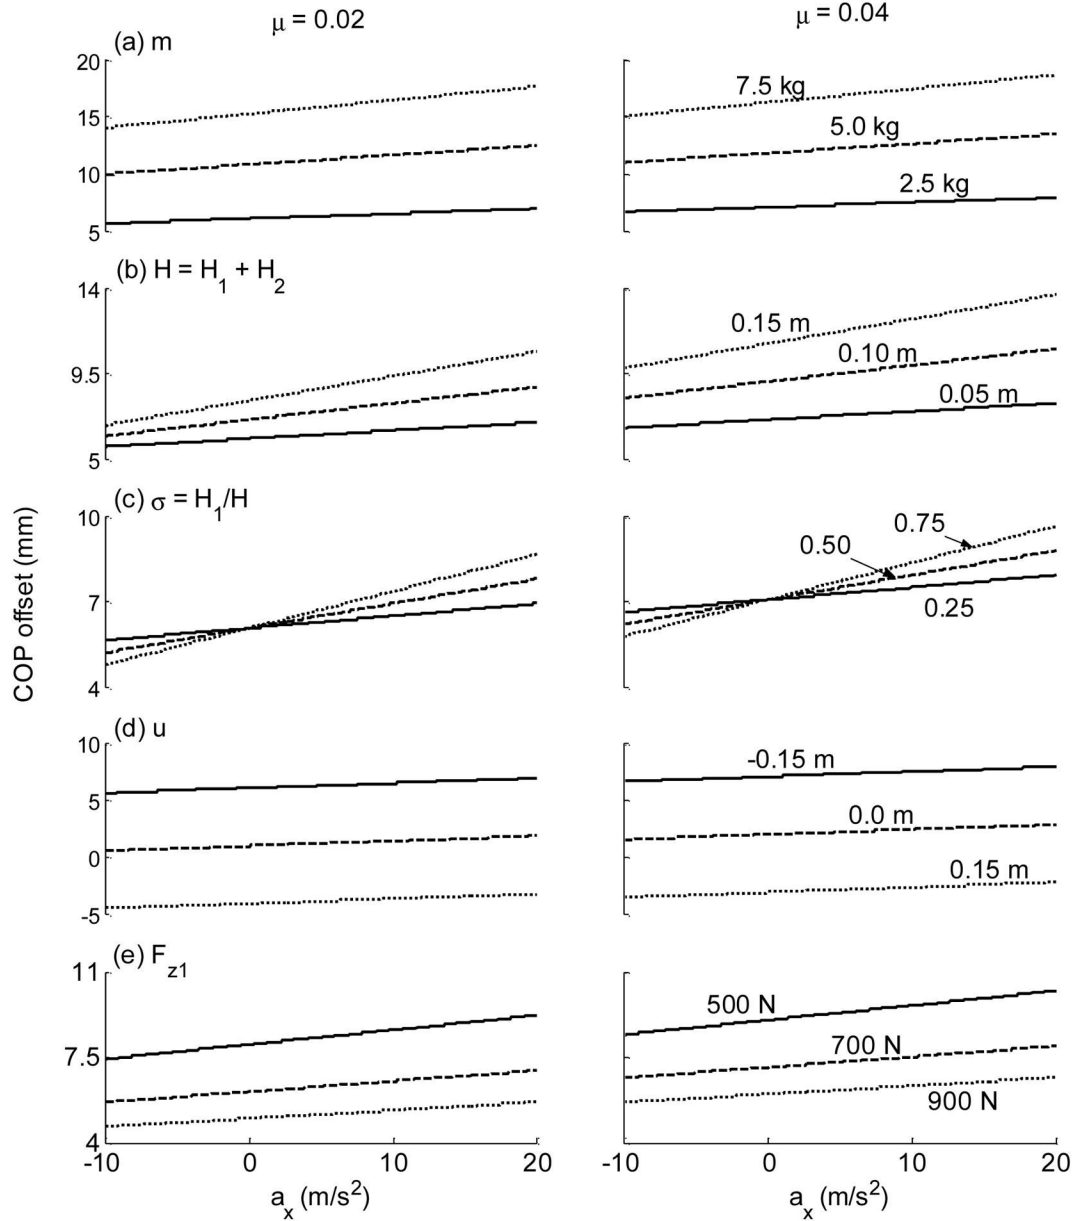 μ = 0.02
μ = 0.04
(a) m
20
15
10
5
7.5 kg
5.0 kg
2.5 kg
(b) H = H1 + H2
14
9.5
5
0.15 m
0.10 m
0.05 m
(c) σ = H1/H
10
7
4
0.75
0.50
0.25
COP offset (mm)
(d) u
10
5
0
-5
-0.15 m
0.0 m
0.15 m
(e) Fz1
11
7.5
4
500 N
700 N
900 N
-10 0 10 20
-10 0 10 20
ax (m/s²)
ax (m/s²)